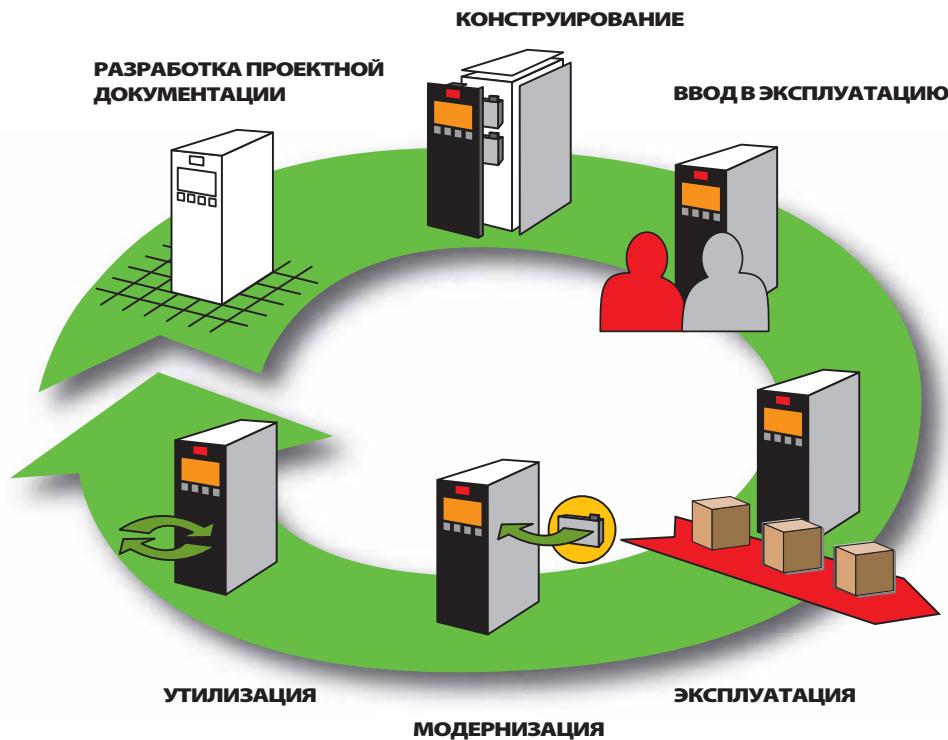 КОНСТРУИРОВАНИЕ
РАЗРАБОТКА ПРОЕКТНОЙ
ДОКУМЕНТАЦИИ
ВВОД В ЭКСПЛУАТАЦИЮ
УТИЛИЗАЦИЯ
ЭКСПЛУАТАЦИЯ
МОДЕРНИЗАЦИЯ